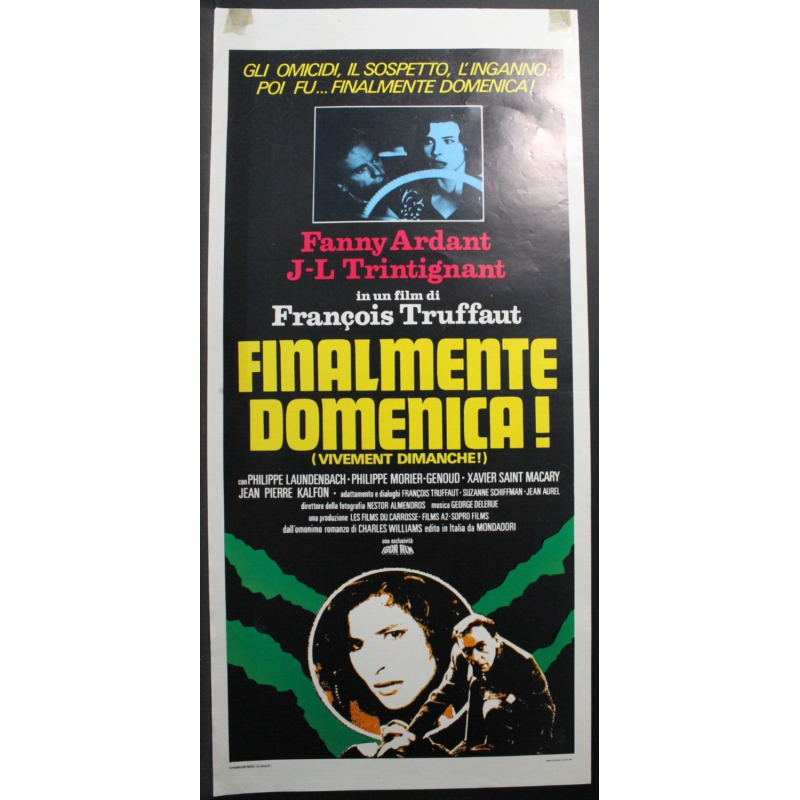 GLI OMICIDI, IL SOSPETTO, L'INGANNO:
POI FU... FINALMENTE DOMENICA!
Fanny Ardant
J-L Trintignant
in un film di
François Truffaut
FINALMENTE
DOMENICA!
(VIVEMENT DIMANCHE!)
con PHILIPPE LAUNDENBACH · PHILIPPE MORIER-GENOUD · XAVIER SAINT MACARY
JEAN PIERRE KALFON · adattamento e dialoghi FRANÇOIS TRUFFAUT · SUZANNE SCHIFFMAN · JEAN AUREL
direttore della fotografia NESTOR ALMENDROS musica GEORGE DELERUE
una produzione LES FILMS DU CARROSSE - FILMS A2 - SOPRO FILMS
dall'omonimo romanzo di CHARLES WILLIAMS edito in Italia da MONDADORI
una esclusività
IGOR FILM